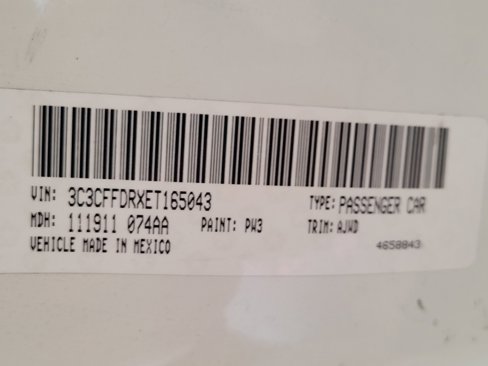 VIN: 3C3CFFDRXET165043 TYPE: PASSENGER CAR
MDH: 111911 074AA PAINT: PW3 TRIM: AJWD
VEHICLE MADE IN MEXICO 4658843